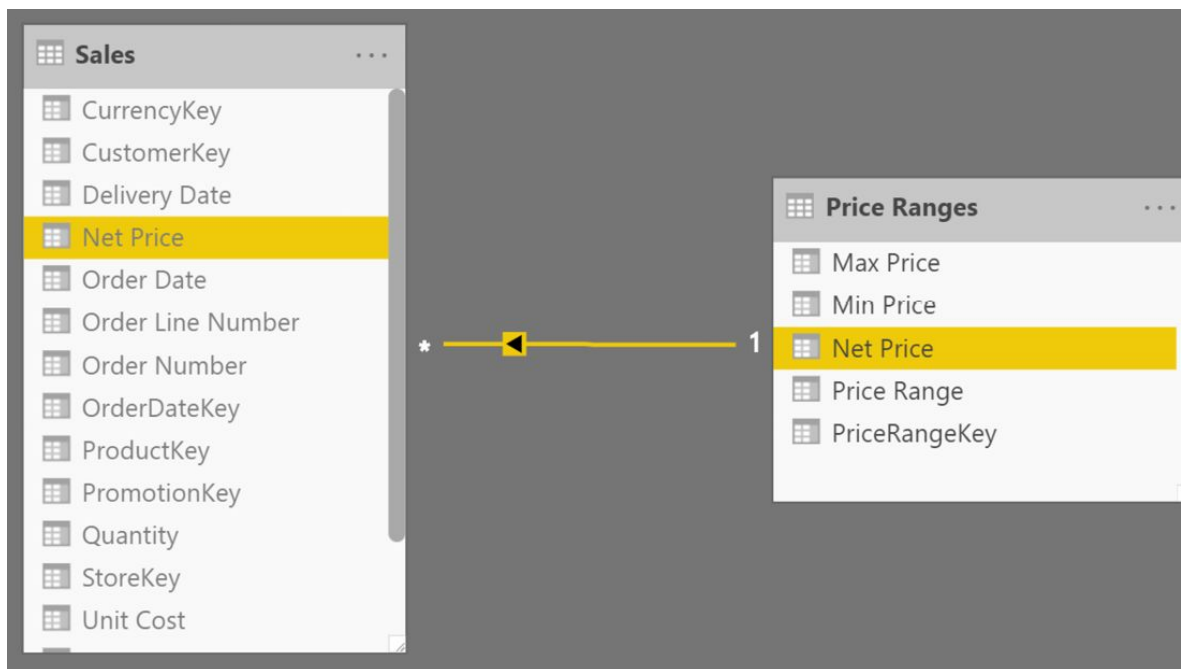 Sales
CurrencyKey
CustomerKey
Delivery Date
Net Price
Order Date
Order Line Number
Order Number
OrderDateKey
ProductKey
PromotionKey
Quantity
StoreKey
Unit Cost
* 1
Price Ranges
Max Price
Min Price
Net Price
Price Range
PriceRangeKey